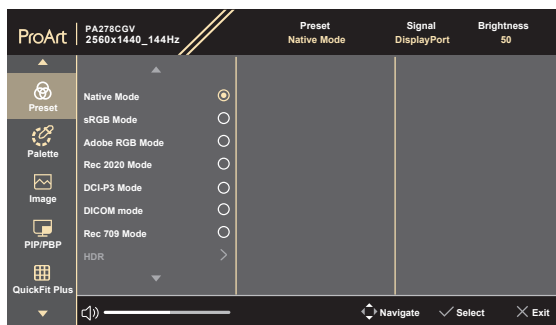 ProArt
PA278CGV
2560x1440_144Hz
Preset
Native Mode
Signal
DisplayPort
Brightness
50
Preset
Palette
Image
PIP/PBP
QuickFit Plus
Native Mode
sRGB Mode
Adobe RGB Mode
Rec 2020 Mode
DCI-P3 Mode
DICOM mode
Rec 709 Mode
HDR
Navigate
Select
Exit